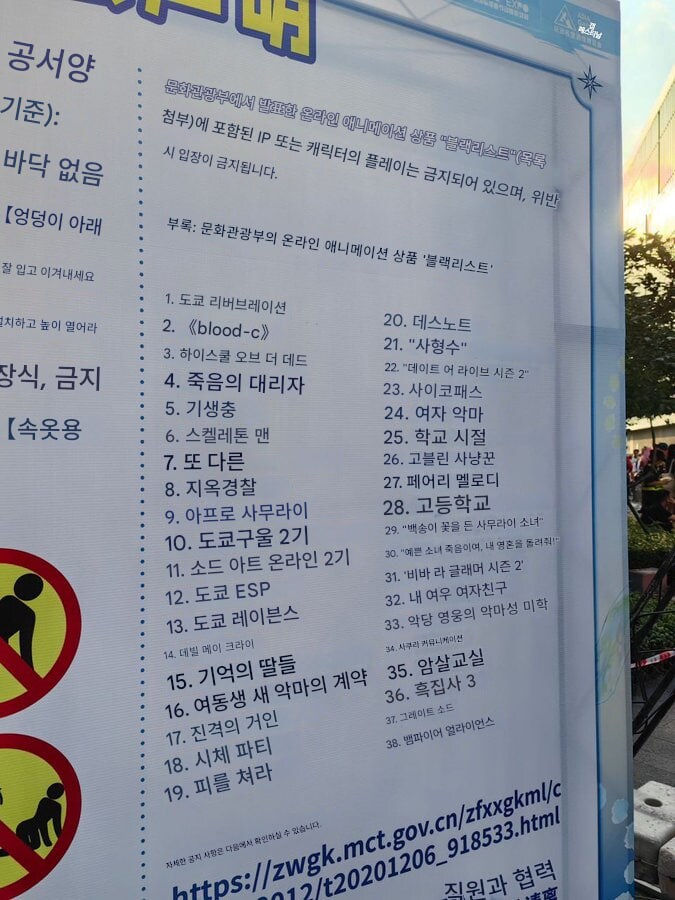 공서양
기준):
바닥 없음
【엉덩이 아래
잘 입고 이겨내세요
설치하고 높이 열어라
장식, 금지
【속옷용
明
페스티벌
문화관광부에서 발표한 온라인 애니메이션 상품 "블랙리스트"(목록
첨부)에 포함된 IP 또는 캐릭터의 플레이는 금지되어 있으며, 위반
시 입장이 금지됩니다.
부록: 문화관광부의 온라인 애니메이션 상품 '블랙리스트'
1. 도쿄 리버브레이션
2. 《blood-c》
3. 하이스쿨 오브 더 데드
4. 죽음의 대리자
5. 기생충
6. 스켈레톤 맨
7. 또 다른
8. 지옥경찰
9. 아프로 사무라이
10. 도쿄구울 2기
11. 소드 아트 온라인 2기
12. 도쿄 ESP
13. 도쿄 레이븐스
14. 데빌 메이 크라이
15. 기억의 딸들
16. 여동생 새 악마의 계약
17. 진격의 거인
18. 시체 파티
19. 피를 쳐라
20. 데스노트
21. "사형수"
22. "데이트 어 라이브 시즌 2"
23. 사이코패스
24. 여자 악마
25. 학교 시절
26. 고블린 사냥꾼
27. 페어리 멜로디
28. 고등학교
29. "백송이 꽃을 든 사무라이 소녀"
30. "예쁜 소녀 죽음이여, 내 영혼을 돌려줘!"
31. '비바 라 글래머 시즌 2'
32. 내 여우 여자친구
33. 악당 영웅의 악마성 미학
34. 사쿠라 커뮤니케이션
35. 암살교실
36. 흑집사 3
37. 그레이트 소드
38. 뱀파이어 얼라이언스
자세한 공지 사항은 다음에서 확인하실 수 있습니다.
https://zwgk.mct.gov.cn/zfxxgkml/c
2012/t20201206_918533.html
직원과 협력